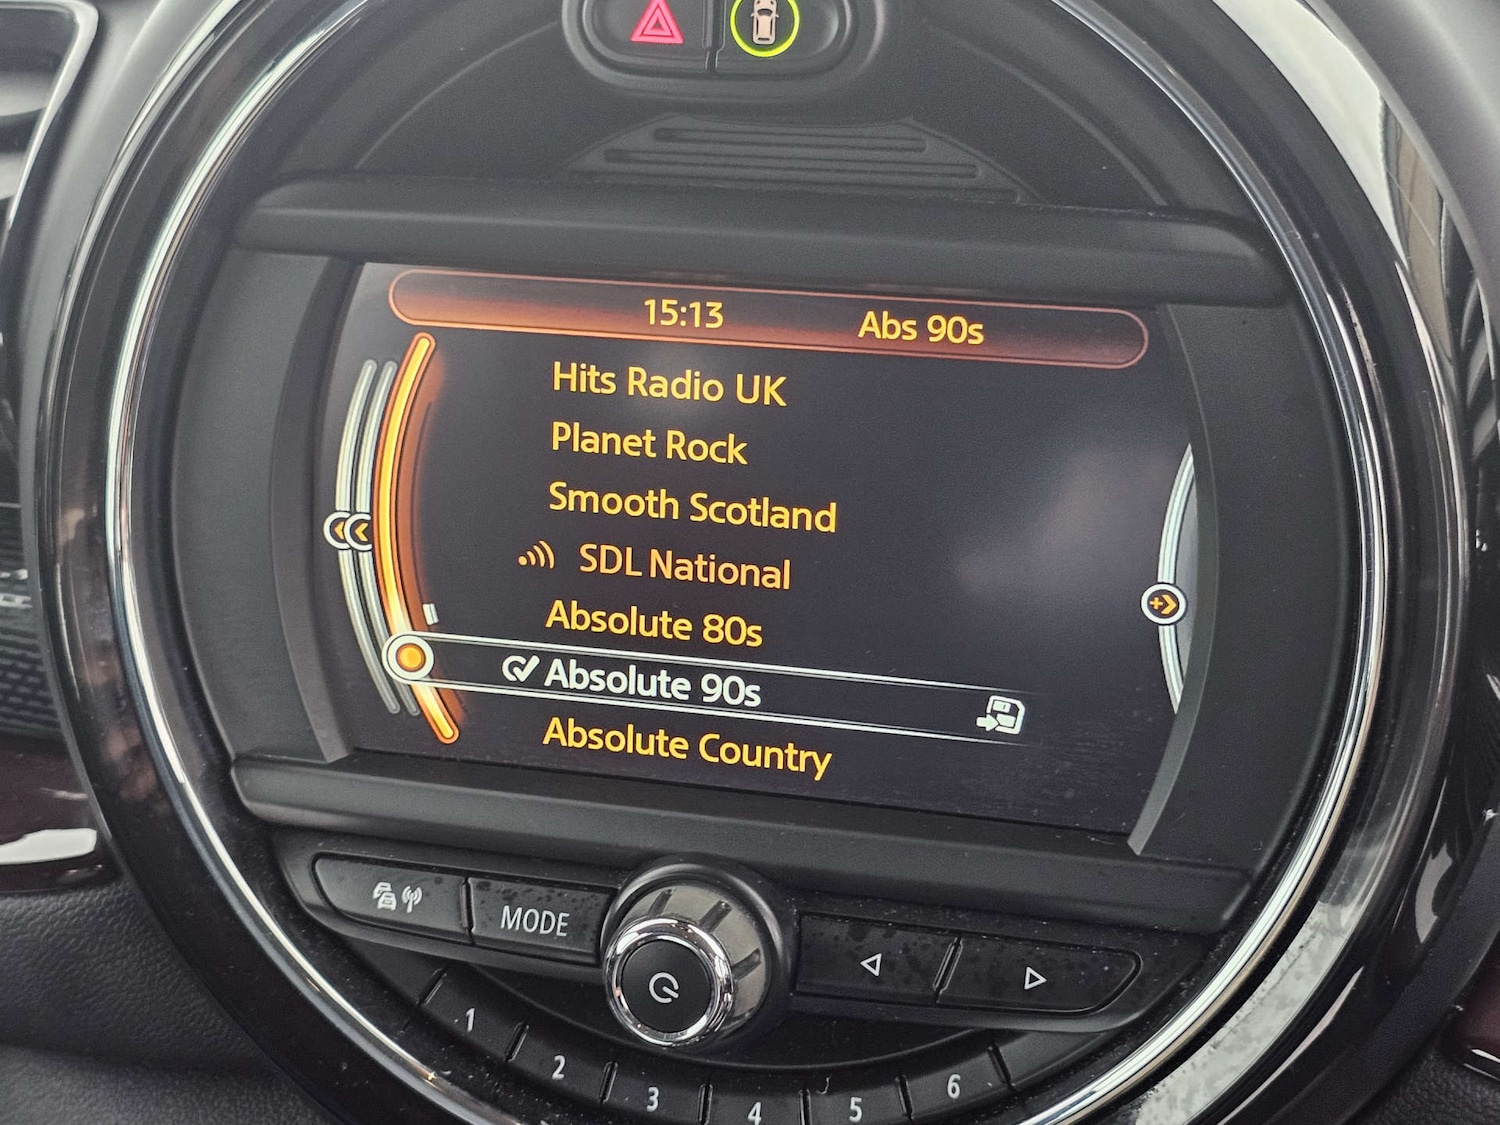 15:13 Abs 90s
Hits Radio UK
Planet Rock
Smooth Scotland
SDL National
Absolute 80s
Absolute 90s
Absolute Country
MODE
1 2 3 4 5 6